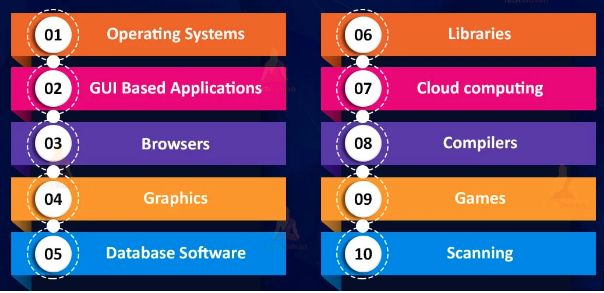 01 Operating Systems
02 GUI Based Applications
03 Browsers
04 Graphics
05 Database Software
06 Libraries
07 Cloud computing
08 Compilers
09 Games
10 Scanning